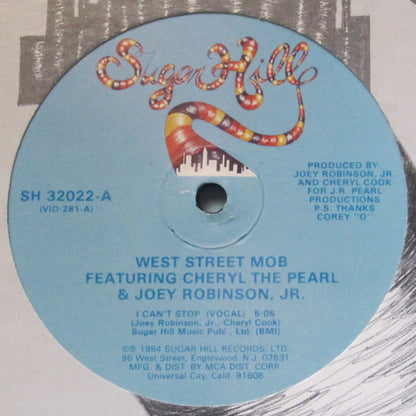 Sugar Hill
SH 32022-A
(VID-281-A)
PRODUCED BY:
JOEY ROBINSON, JR.
AND CHERYL COOK
FOR J.R. PEARL
PRODUCTIONS
P.S. THANKS
COREY "O"
WEST STREET MOB
FEATURING CHERYL THE PEARL
& JOEY ROBINSON, JR.
I CAN'T STOP (VOCAL) 5:05
(Joey Robinson, Jr., Cheryl Cook)
Sugar Hill Music Publ., Ltd. (BMI)
©℗ 1984 SUGAR HILL RECORDS, LTD.
96 West Street, Englewood, N.J. 07631
MFG. & DIST. BY MCA DIST. CORP.
Universal City, Calif. 91608